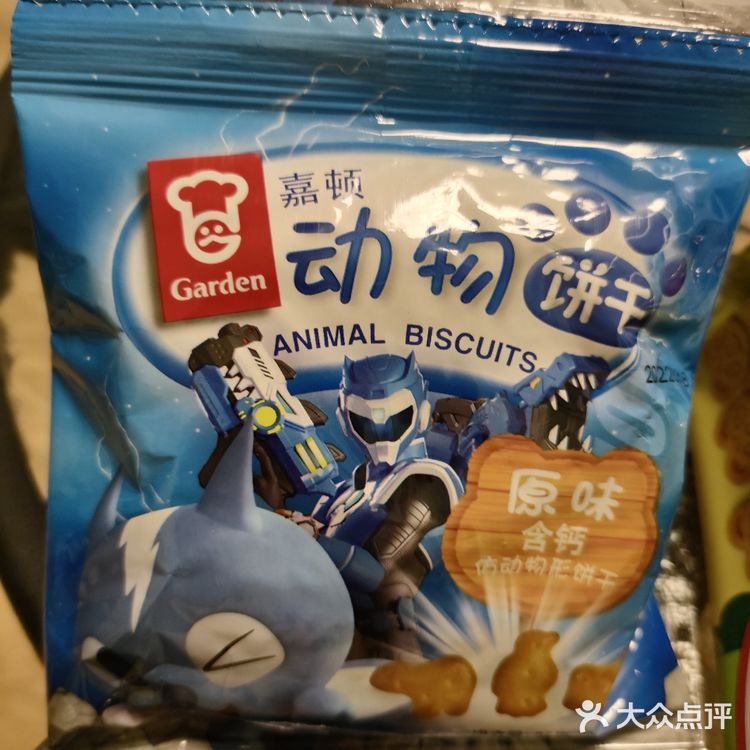 嘉顿
Garden
动物饼干
ANIMAL BISCUITS
原味
含钙
仿动物形饼干
大众点评